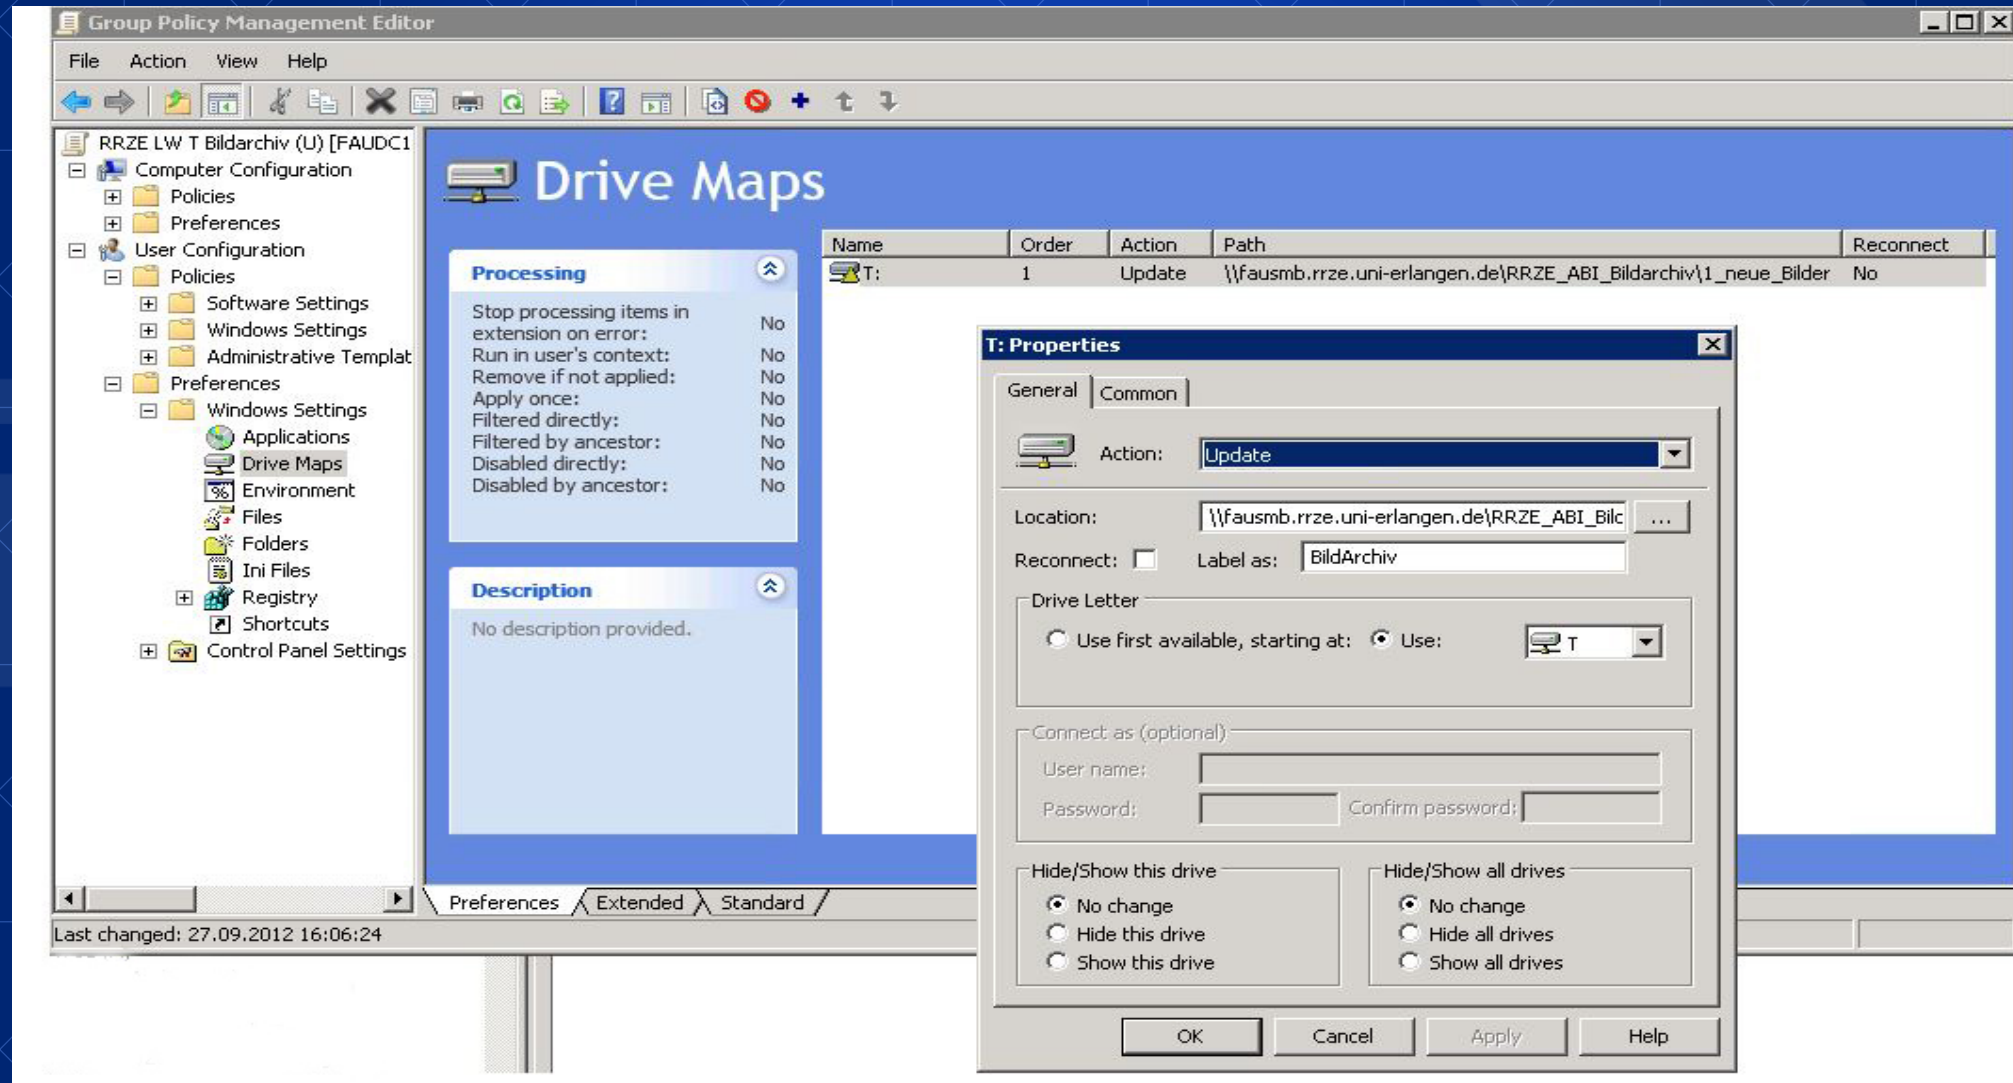 Group Policy Management Editor
File Action View Help
RRZE LW T Bildarchiv (U) [FAUDC1
Computer Configuration
Policies
Preferences
User Configuration
Policies
Software Settings
Windows Settings
Administrative Templat
Preferences
Windows Settings
Applications
Drive Maps
Environment
Files
Folders
Ini Files
Registry
Shortcuts
Control Panel Settings
Drive Maps
Processing
Stop processing items in
extension on error: No
Run in user's context: No
Remove if not applied: No
Apply once: No
Filtered directly: No
Filtered by ancestor: No
Disabled directly: No
Disabled by ancestor: No
Description
No description provided.
Name Order Action Path Reconnect
T: 1 Update \\fausmb.rrze.uni-erlangen.de\RRZE_ABI_Bildarchiv\1_neue_Bilder No
T: Properties
General Common
Action: Update
Location: \\fausmb.rrze.uni-erlangen.de\RRZE_ABI_Bilc ...
Reconnect: Label as: BildArchiv
Drive Letter
Use first available, starting at: Use: T
Connect as (optional)
User name:
Password: Confirm password:
Hide/Show this drive
No change
Hide this drive
Show this drive
Hide/Show all drives
No change
Hide all drives
Show all drives
OK Cancel Apply Help
Preferences Extended Standard
Last changed: 27.09.2012 16:06:24